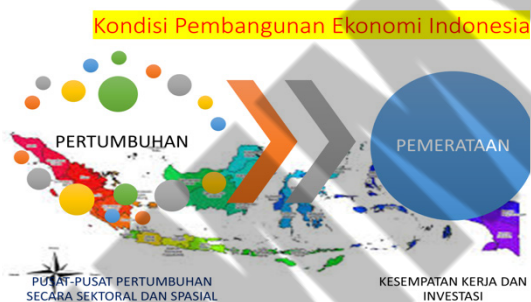 Kondisi Pembangunan Ekonomi Indonesia
PERTUMBUHAN
PEMERATAAN
PUSAT-PUSAT PERTUMBUHAN
SECARA SEKTORAL DAN SPASIAL
KESEMPATAN KERJA DAN
INVESTASI